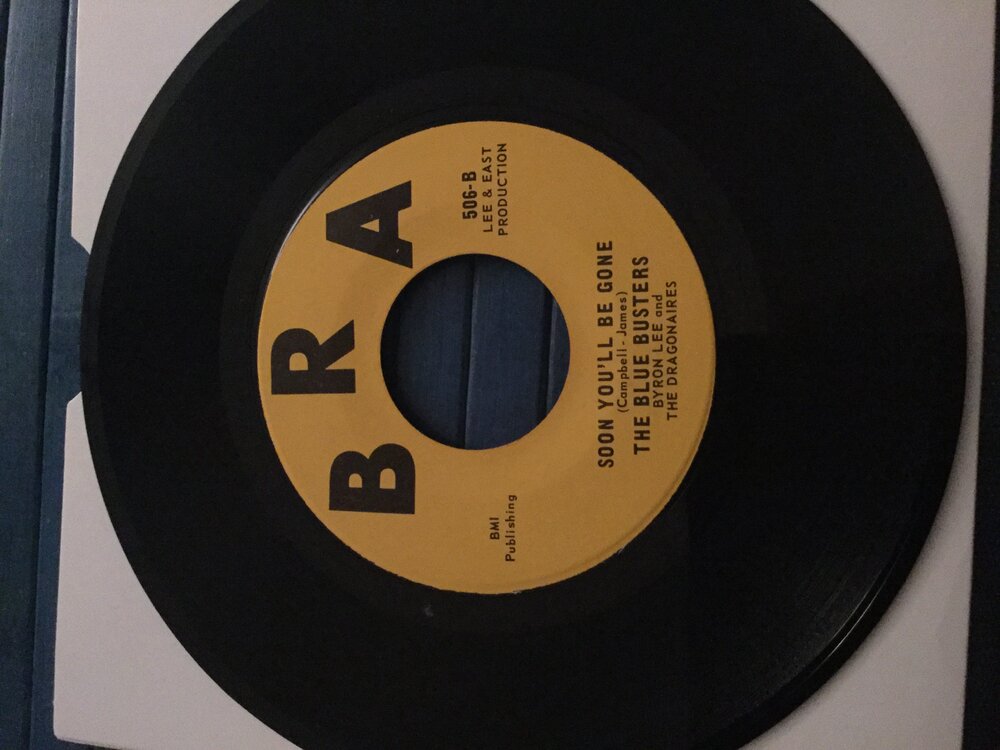 B R A
506-B
LEE & EAST
PRODUCTION
BMI
Publishing
SOON YOU'LL BE GONE
(Campbell - James)
THE BLUE BUSTERS
BYRON LEE and
THE DRAGONAIRES